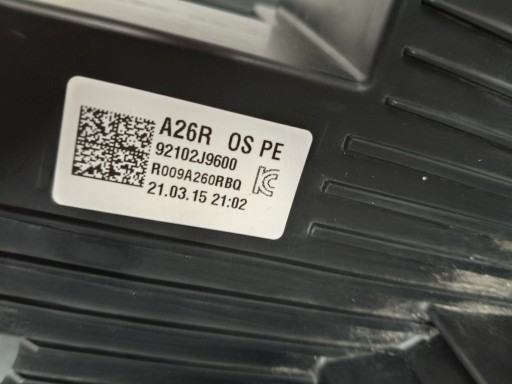 A26R OS PE
92102J9600
R009A260RBQ
21.03.15 21:02